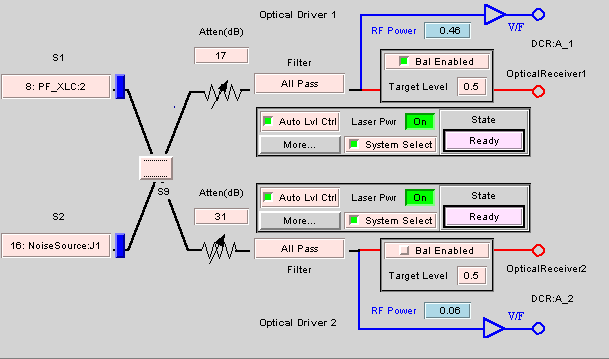 Optical Driver 1
V/F
RF Power 0.46
DCR:A_1
S1
Atten(dB)
17
Filter
Bal Enabled
OpticalReceiver1
8: PF_XLC:2
All Pass
Target Level 0.5
Auto Lvl Ctrl Laser Pwr On State
More... System Select Ready
S9
S2
Atten(dB)
31
Auto Lvl Ctrl Laser Pwr On State
More... System Select Ready
16: NoiseSource:J1
All Pass
Bal Enabled
Filter
Target Level 0.5
OpticalReceiver2
DCR:A_2
RF Power 0.06
V/F
Optical Driver 2